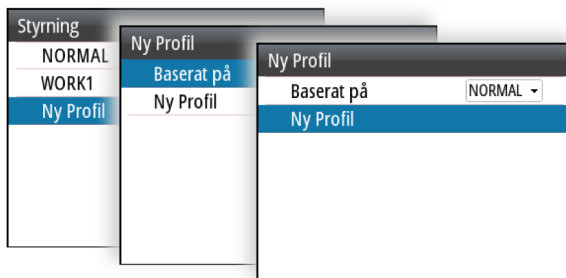 Styrning
NORMAL
WORK1
Ny Profil
Ny Profil
Baserat på
Ny Profil
Ny Profil
Baserat på NORMAL
Ny Profil